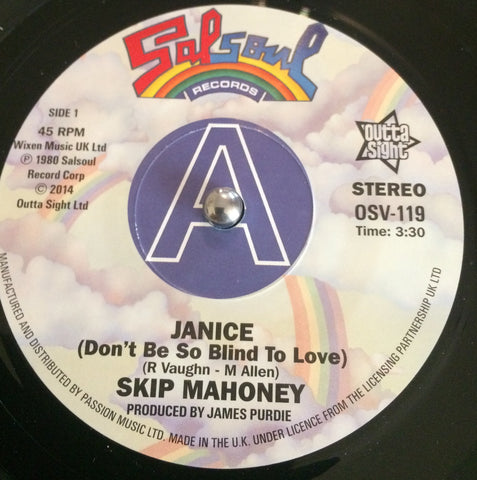 Salsoul
RECORDS
SIDE 1
45 RPM
Wixen Music UK Ltd
℗ 1980 Salsoul
Record Corp
© 2014
Outta Sight Ltd
A
outta
sight
STEREO
OSV-119
Time: 3:30
JANICE
(Don't Be So Blind To Love)
(R Vaughn - M Allen)
SKIP MAHONEY
PRODUCED BY JAMES PURDIE
MANUFACTURED AND DISTRIBUTED BY PASSION MUSIC LTD. MADE IN THE U.K. UNDER LICENCE FROM THE LICENSING PARTNERSHIP UK LTD